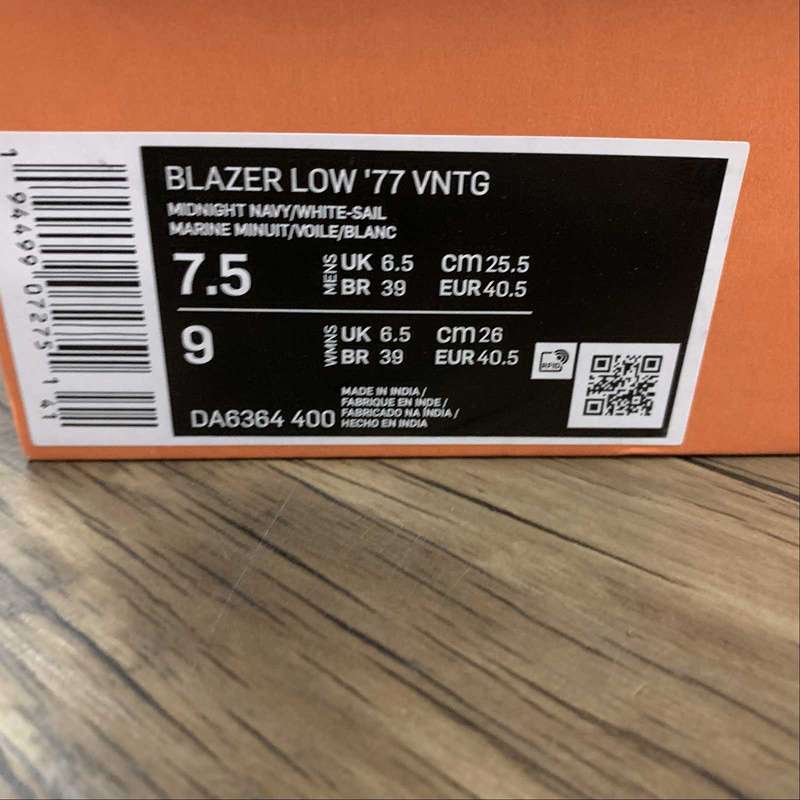 BLAZER LOW '77 VNTG
MIDNIGHT NAVY/WHITE-SAIL
MARINE MINUIT/VOILE/BLANC
7.5 MENS UK 6.5 cm 25.5
BR 39 EUR 40.5
9 WMNS UK 6.5 cm 26
BR 39 EUR 40.5
RFID
DA6364 400
MADE IN INDIA /
FABRIQUE EN INDE /
FABRICADO NA ÍNDIA /
HECHO EN INDIA
1 94499 07275 1 41